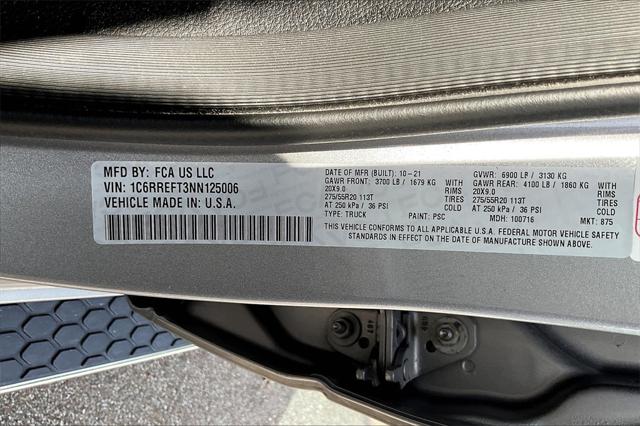 MFD BY: FCA US LLC
VIN: 1C6RREFT3NN125006
VEHICLE MADE IN: U.S.A.
DATE OF MFR (BUILT): 10-21 GVWR: 6900 LB / 3130 KG
GAWR FRONT: 3700 LB / 1679 KG WITH GAWR REAR: 4100 LB / 1860 KG WITH
20X9.0 RIMS 20X9.0 RIMS
275/55R20 113T TIRES 275/55R20 113T TIRES
AT 250 kPa / 36 PSI COLD AT 250 kPa / 36 PSI COLD
TYPE: TRUCK PAINT: PSC MDH: 100716 MKT: 875
THIS VEHICLE CONFORMS TO ALL APPLICABLE U.S.A. FEDERAL MOTOR VEHICLE SAFETY
STANDARDS IN EFFECT ON THE DATE OF MANUFACTURE SHOWN ABOVE.